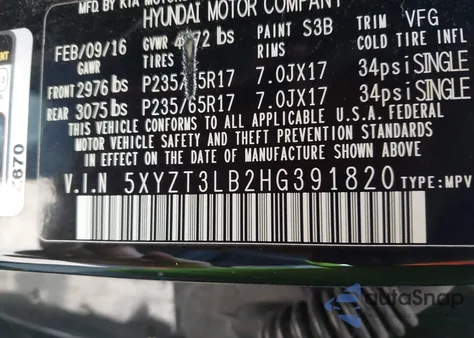 MFD. BY KIA MOTORS
HYUNDAI MOTOR COMPANY
FEB/09/16 GVWR lbs PAINT S3B TRIM VFG
GAWR TIRES RIMS COLD TIRE INFL
FRONT 2976 lbs P235/65R17 7.0JX17 34psi SINGLE
REAR 3075 lbs P235/65R17 7.0JX17 34psi SINGLE
THIS VEHICLE CONFORMS TO ALL APPLICABLE U.S.A. FEDERAL
MOTOR VEHICLE SAFETY AND THEFT PREVENTION STANDARDS
IN EFFECT ON THE DATE OF MANUFACTURE SHOWN ABOVE.
V.I.N 5XYZT3LB2HG391820 TYPE: MPV
670
autoSnap